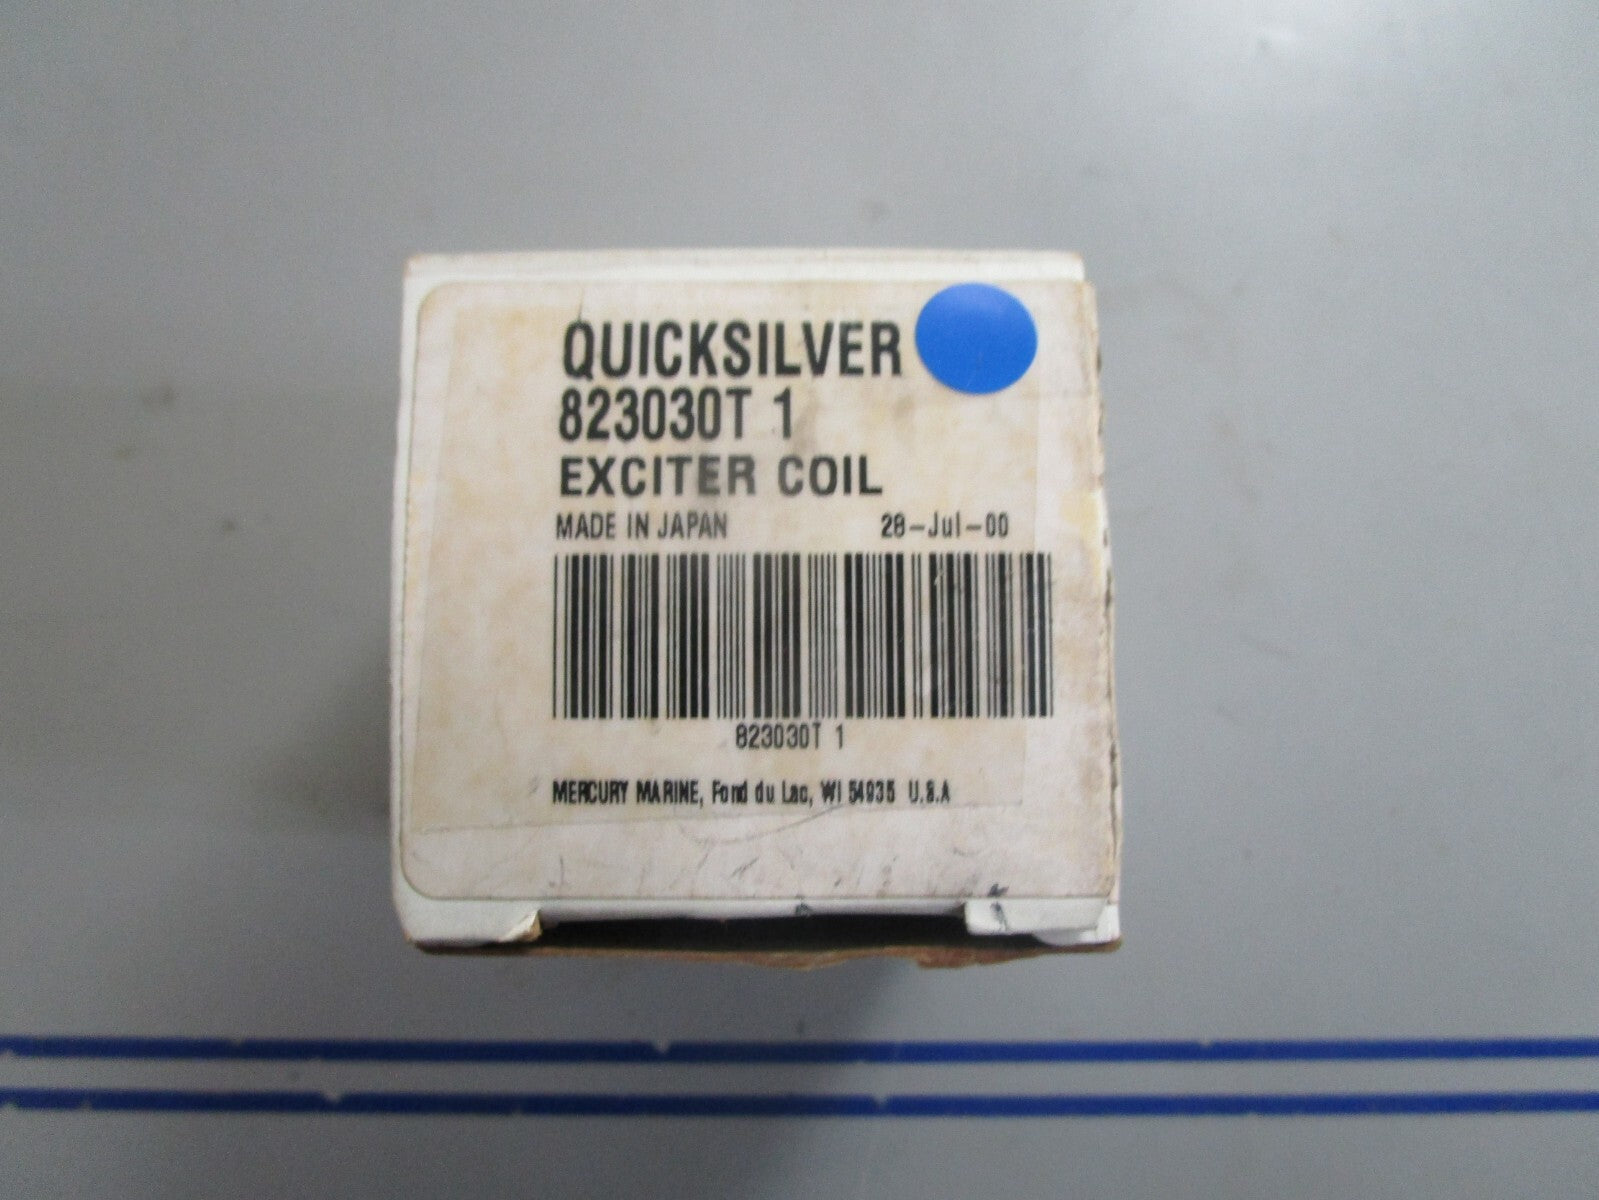 QUICKSILVER
823030T 1
EXCITER COIL
MADE IN JAPAN 28-Jul-00
823030T 1
MERCURY MARINE, Fond du Lac, WI 54935 U.S.A